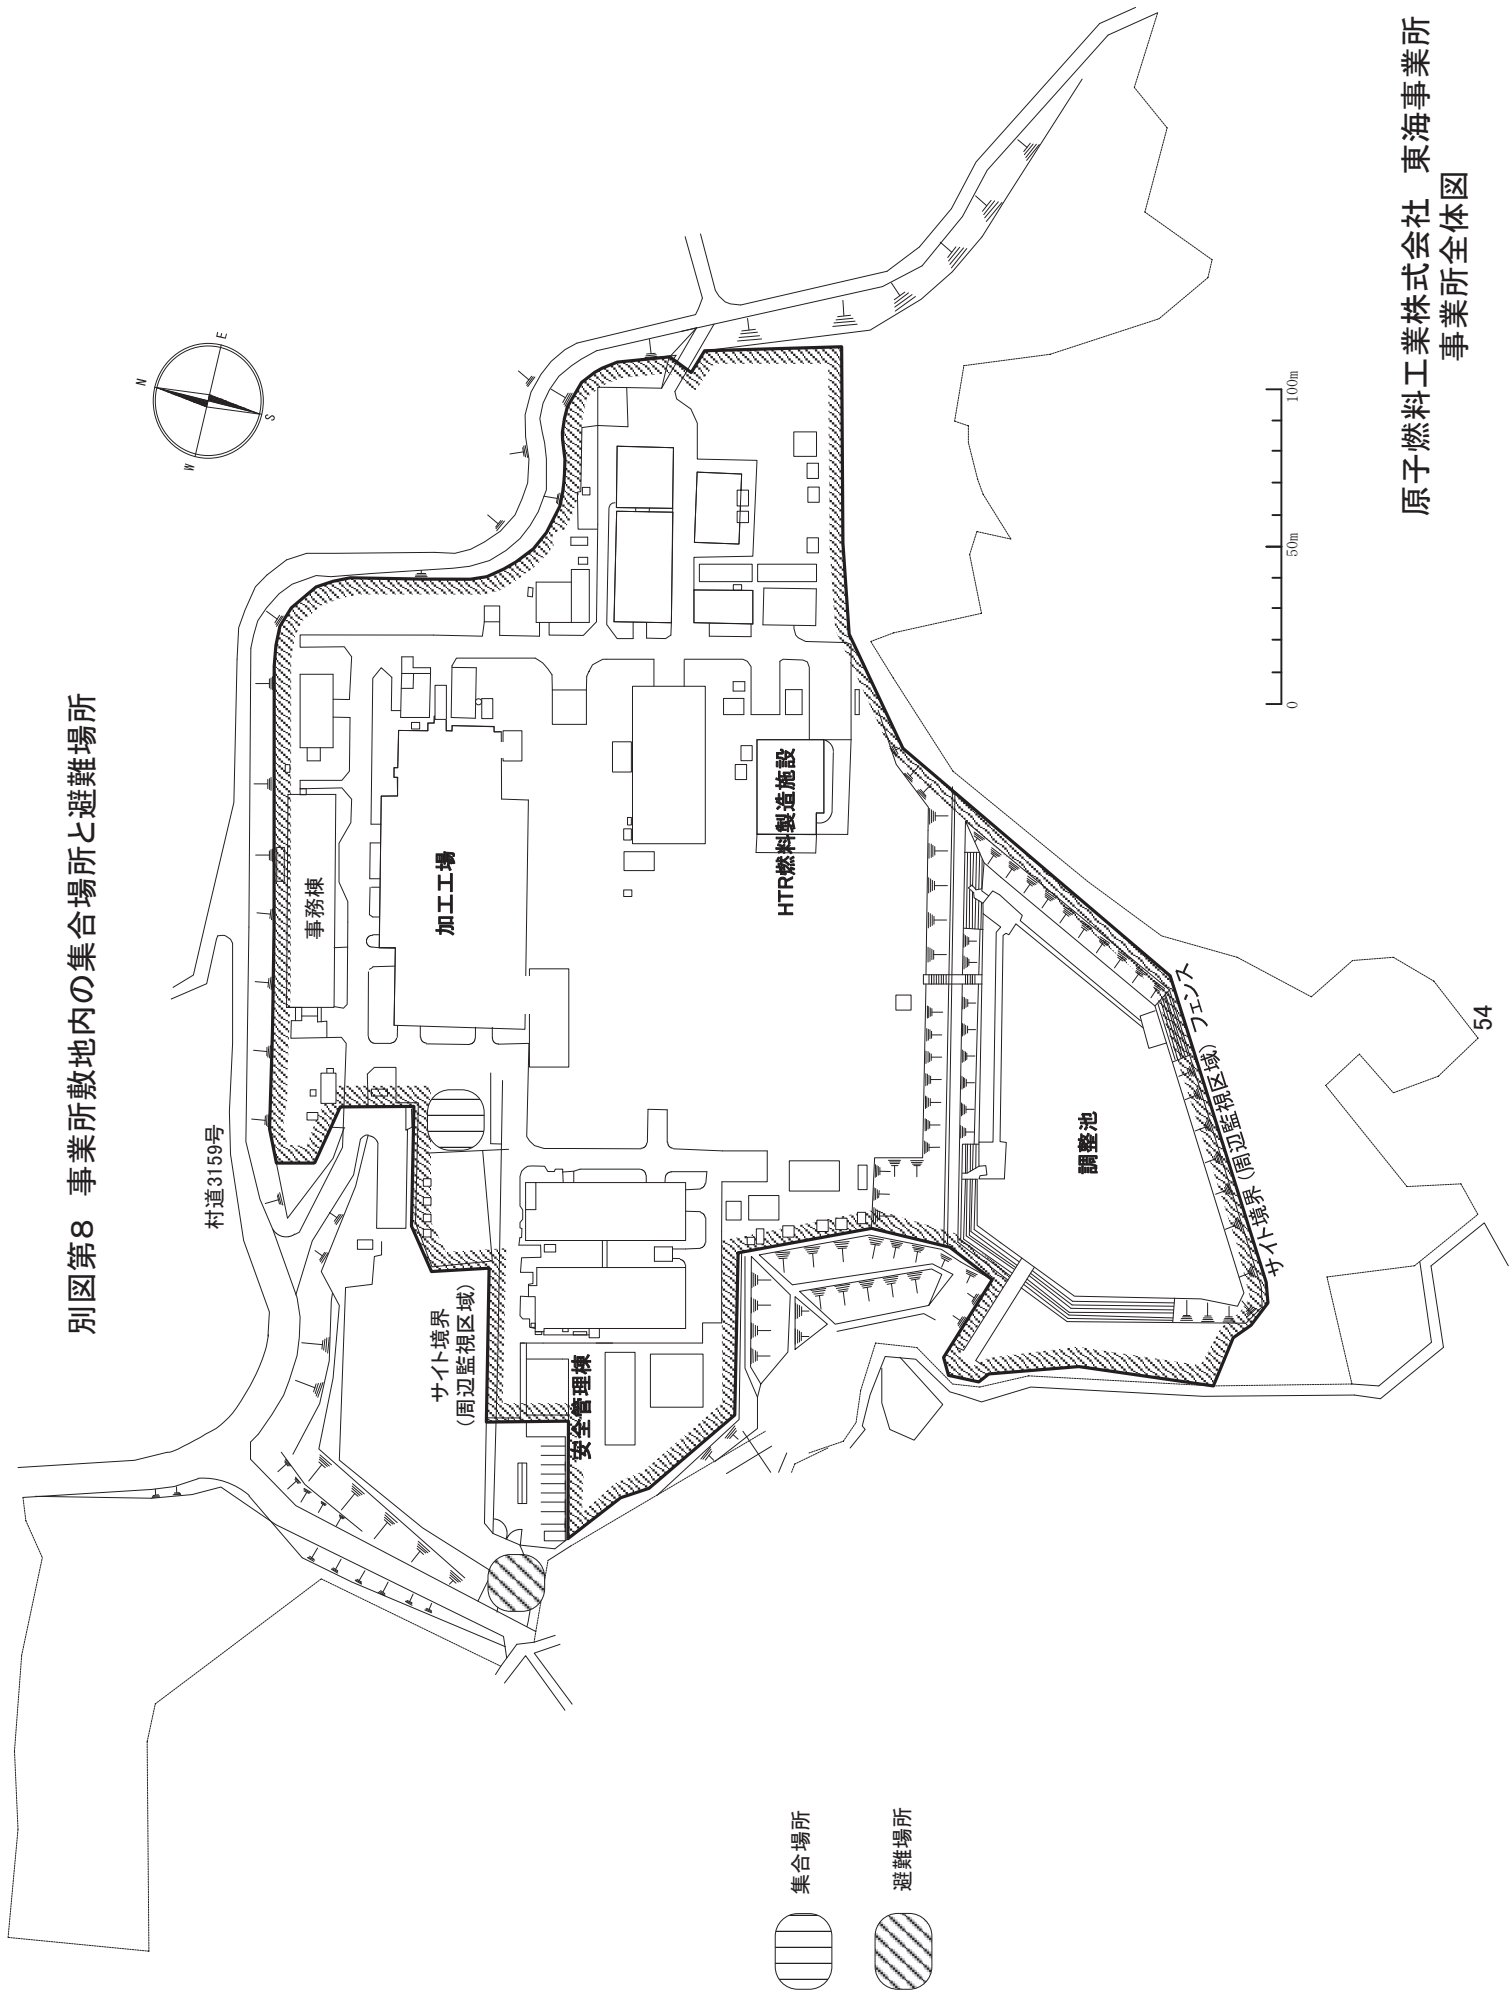 別図第8　事業所敷地内の集合場所と避難場所
村道3159号
N
E
S
W
事務棟
加工工場
HTR燃料製造施設
サイト境界
(周辺監視区域)
安全管理棟
調整池
サイト境界(周辺監視区域) フェンス
集合場所
避難場所
0
50m
100m
原子燃料工業株式会社　東海事業所
事業所全体図
54